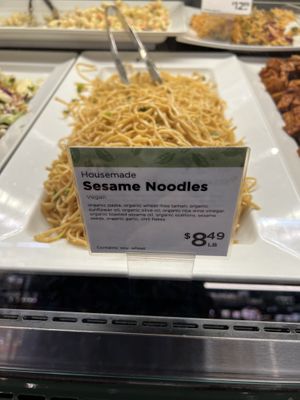 $12
Housemade
Sesame Noodles
Vegan
organic pasta, organic wheat free tamari, organic
sunflower oil, organic olive oil, organic rice wine vinegar,
organic toasted sesame oil, organic scallions, sesame
seeds, organic garlic, chili flakes
$8.49
LB
Contains: soy, wheat